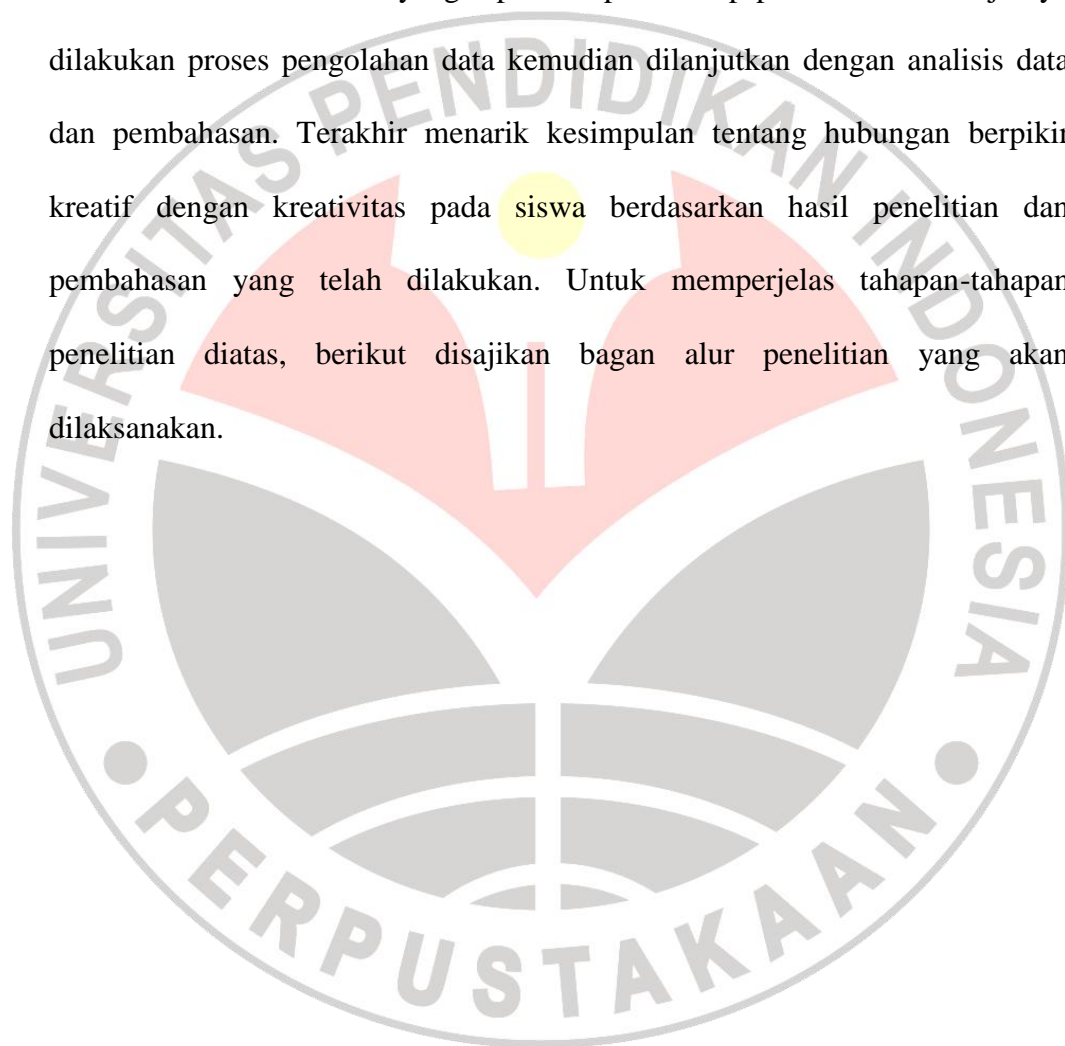 dilakukan proses pengolahan data kemudian dilanjutkan dengan analisis data
dan pembahasan. Terakhir menarik kesimpulan tentang hubungan berpikir
kreatif dengan kreativitas pada siswa berdasarkan hasil penelitian dan
pembahasan yang telah dilakukan. Untuk memperjelas tahapan-tahapan
penelitian diatas, berikut disajikan bagan alur penelitian yang akan
dilaksanakan.
UNIVERSITAS PENDIDIKAN INDONESIA
PERPUSTAKAAN